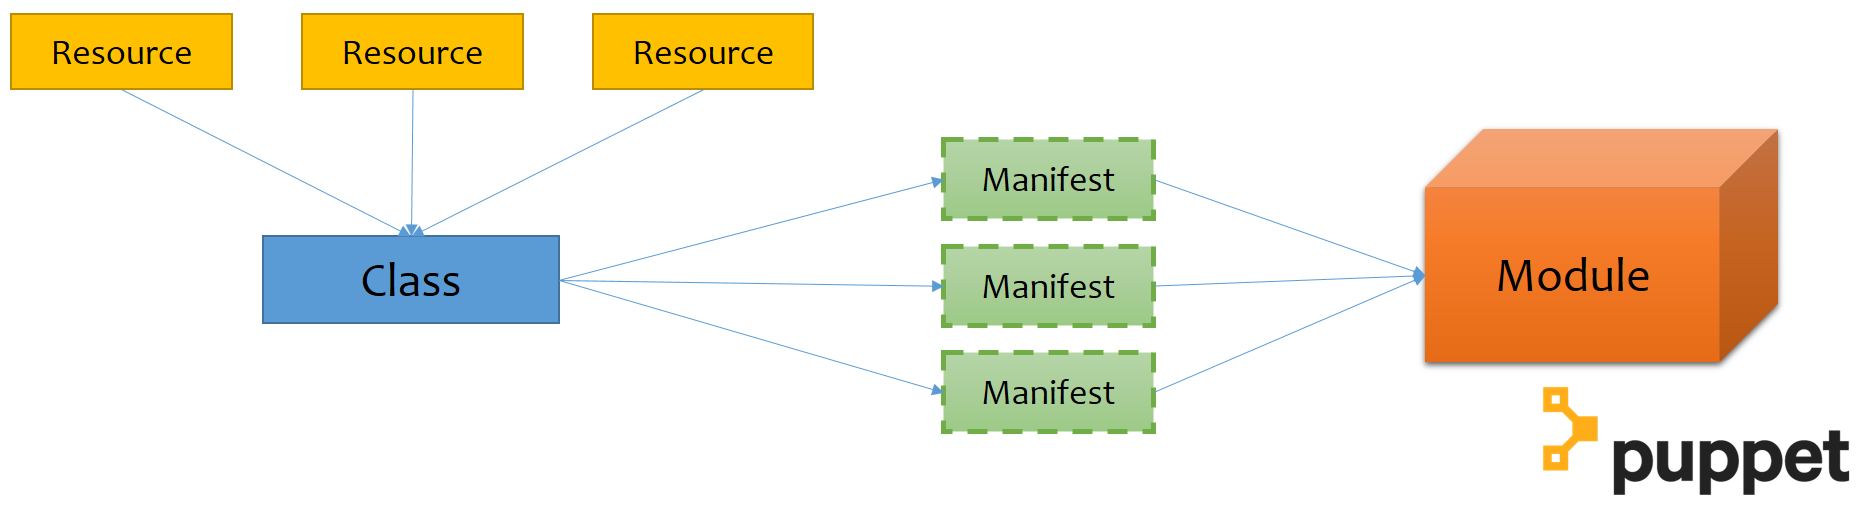 Resource
Resource
Resource
Class
Manifest
Manifest
Manifest
Module
puppet